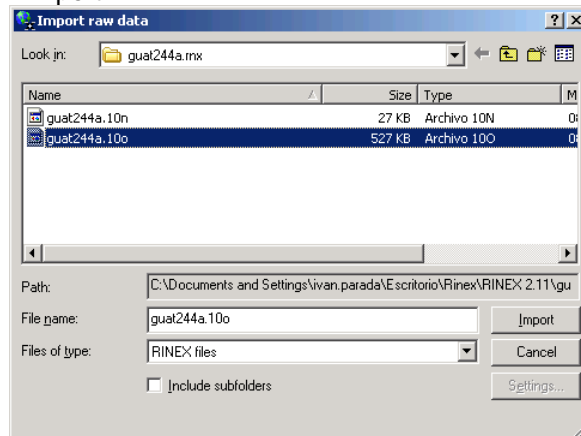 Import raw data
Look in: guat244a.rnx
Name Size Type M
guat244a.10n 27 KB Archivo 10N
guat244a.10o 527 KB Archivo 10O
Path: C:\Documents and Settings\ivan.parada\Escritorio\Rinex\RINEX 2.11\gu
File name: guat244a.10o Import
Files of type: RINEX files Cancel
Include subfolders Settings...